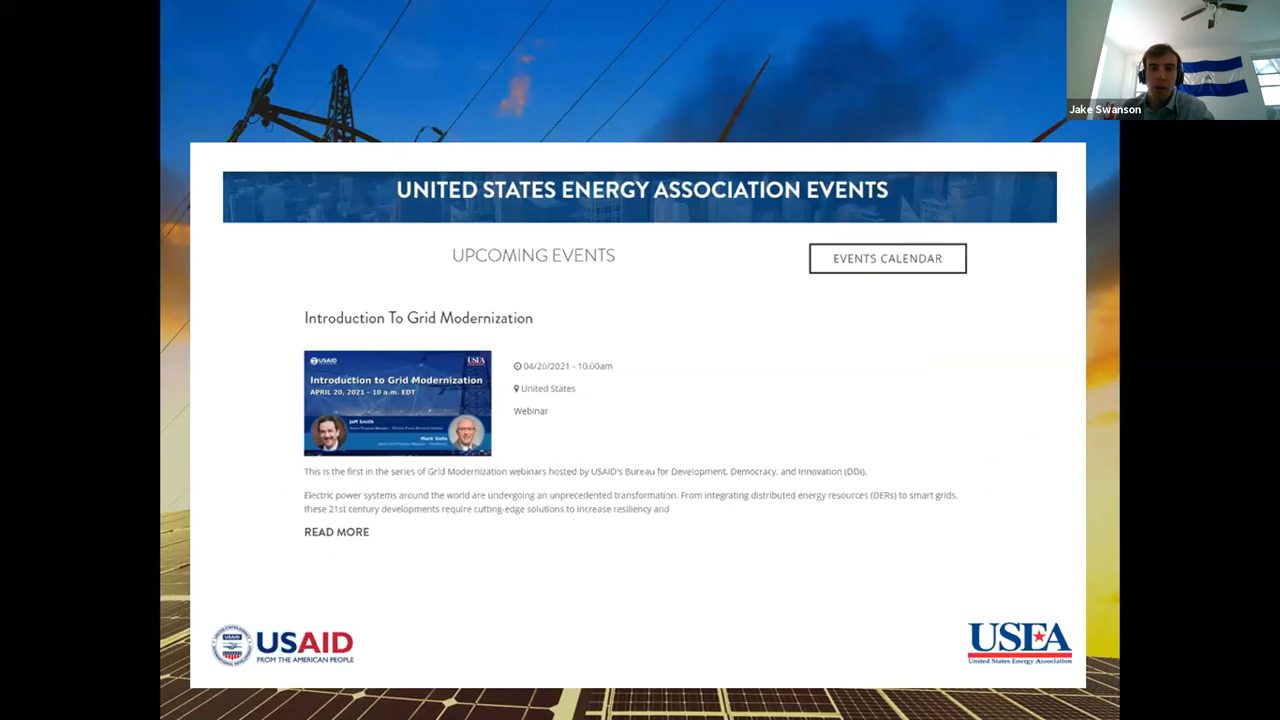 Jake Swanson
UNITED STATES ENERGY ASSOCIATION EVENTS
UPCOMING EVENTS
EVENTS CALENDAR
Introduction To Grid Modernization
USAID
USEA
Introduction to Grid Modernization
APRIL 20, 2021 - 10 a.m. EDT
Jeff Smith
Mark
04/20/2021 - 10:00am
United States
Webinar
This is the first in the series of Grid Modernization webinars hosted by USAID's Bureau for Development, Democracy, and Innovation (DDI).
Electric power systems around the world are undergoing an unprecedented transformation. From integrating distributed energy resources (DERs) to smart grids,
these 21st century developments require cutting-edge solutions to increase resiliency and
READ MORE
USAID
USAID
FROM THE AMERICAN PEOPLE
USEA
United States Energy Association